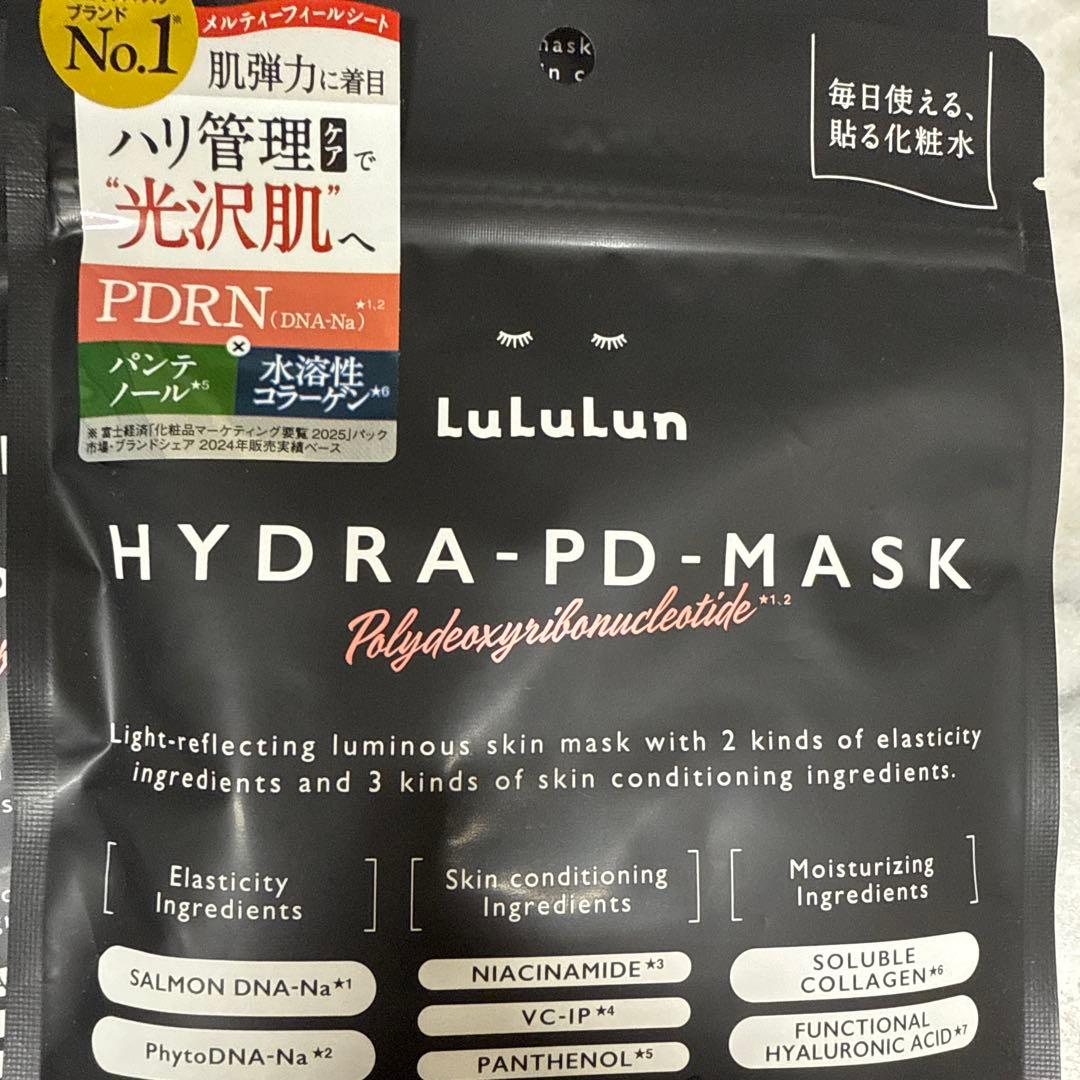 ブランド
No.1※
メルティーフィールシート
肌弾力に着目
ハリ管理ケアで
“光沢肌”へ
PDRN(DNA-Na)★1,2
×
パンテノール★5
水溶性
コラーゲン★6
※富士経済「化粧品マーケティング要覧 2025」パック
市場・ブランドシェア 2024年販売実績ベース
ask
in c
毎日使える、
貼る化粧水
LuLuLun
HYDRA-PD-MASK
Polydeoxyribonucleotide★1,2
Light-reflecting luminous skin mask with 2 kinds of elasticity
ingredients and 3 kinds of skin conditioning ingredients.
Elasticity
Ingredients
SALMON DNA-Na★1
PhytoDNA-Na★2
Skin conditioning
Ingredients
NIACINAMIDE★3
VC-IP★4
PANTHENOL★5
Moisturizing
Ingredients
SOLUBLE
COLLAGEN★6
FUNCTIONAL
HYALURONIC ACID★7